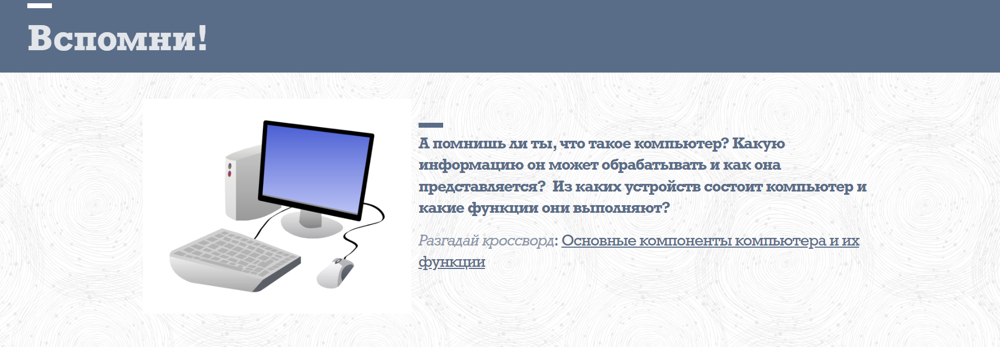 Вспомни!
А помнишь ли ты, что такое компьютер? Какую
информацию он может обрабатывать и как она
представляется? Из каких устройств состоит компьютер и
какие функции они выполняют?
Разгадай кроссворд: Основные компоненты компьютера и их
функции